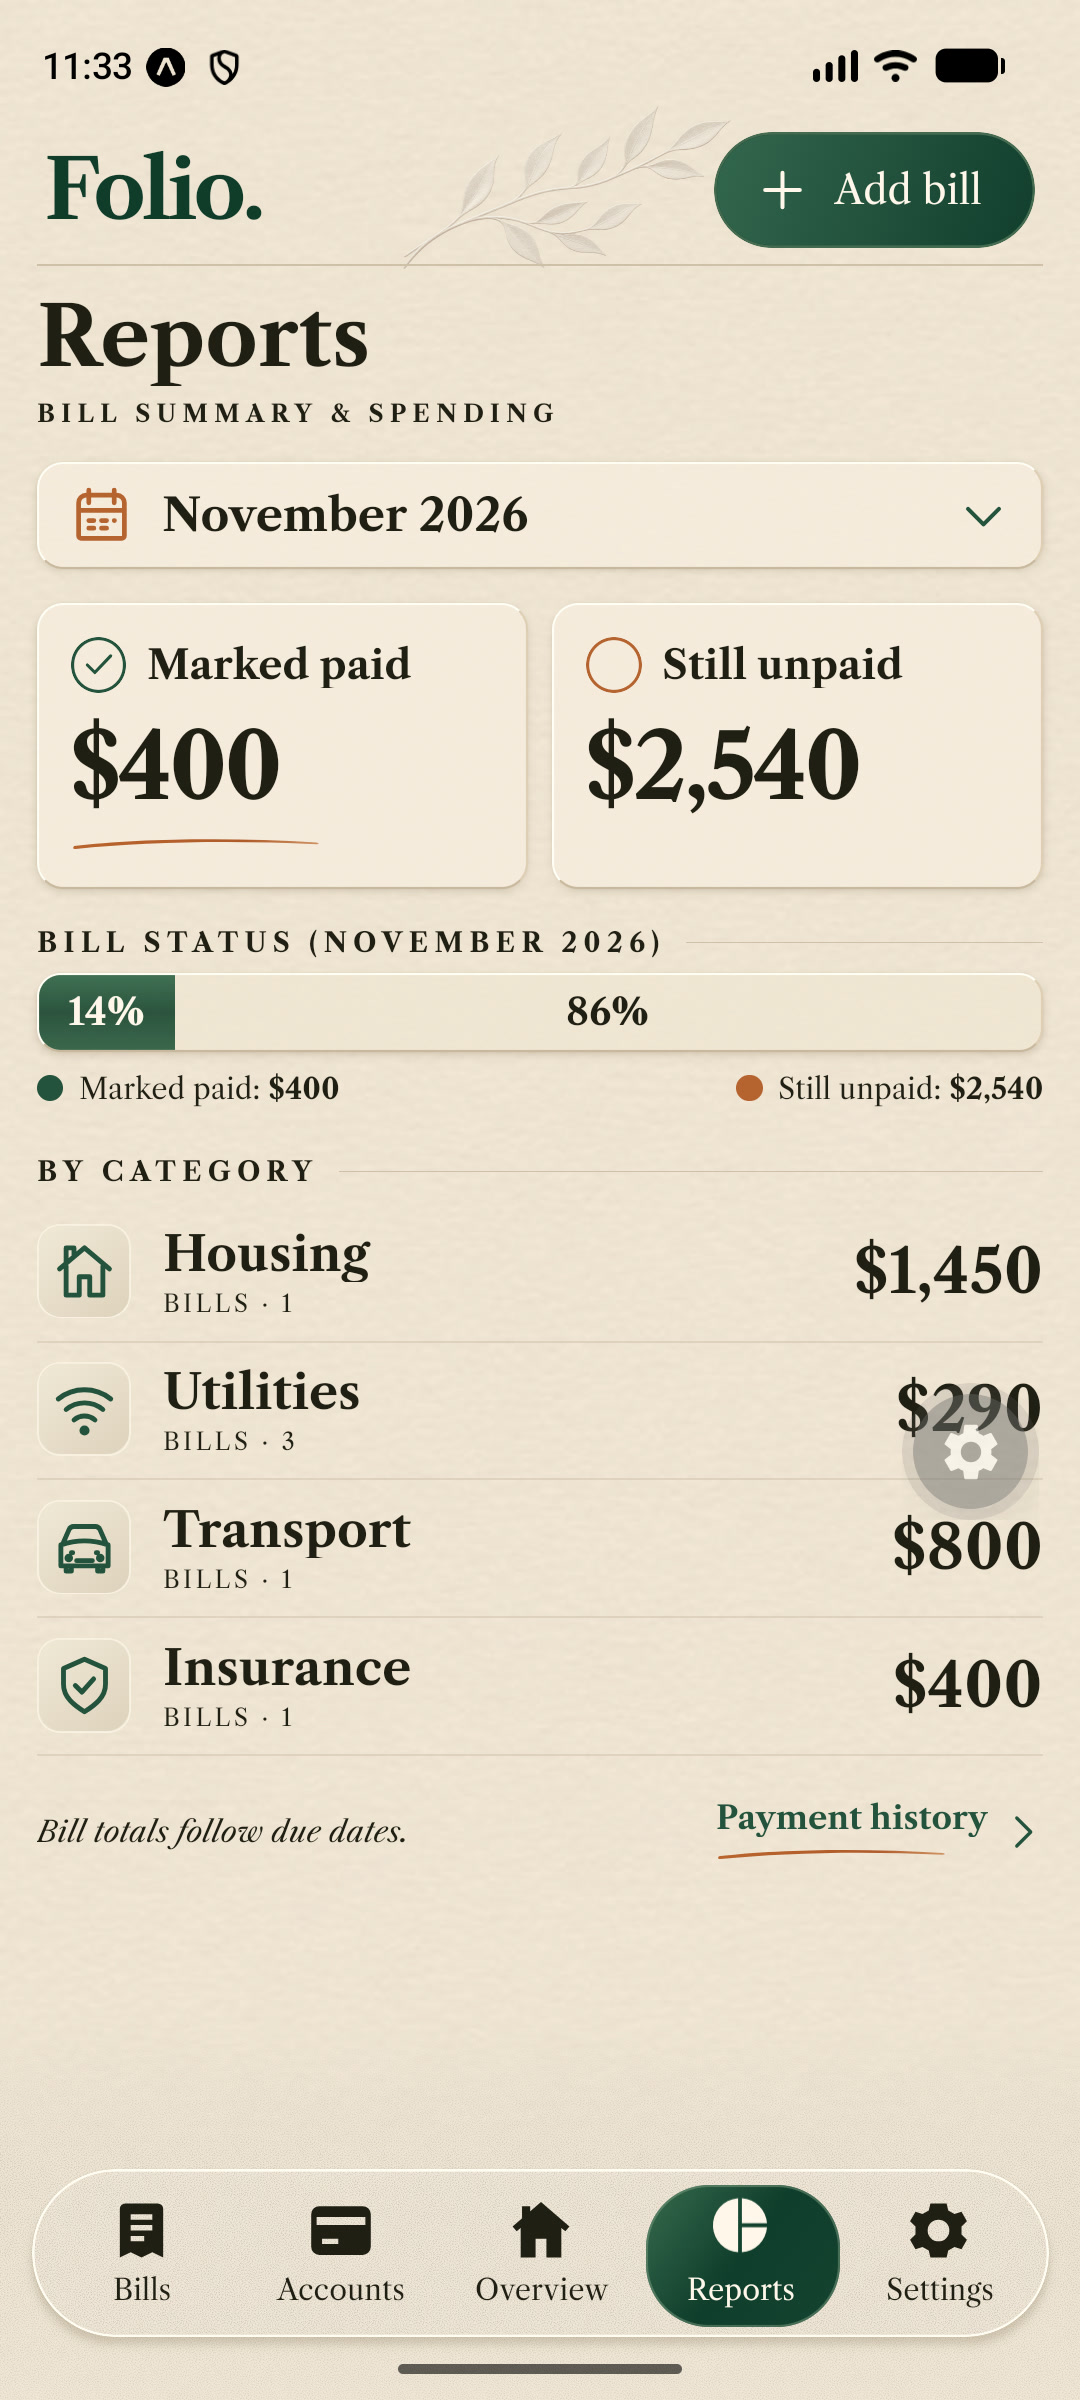 11:33
Folio.
Add bill
Reports
BILL SUMMARY & SPENDING
November 2026
Marked paid
$400
Still unpaid
$2,540
BILL STATUS (NOVEMBER 2026)
14%
86%
Marked paid: $400
Still unpaid: $2,540
BY CATEGORY
Housing
BILLS · 1
$1,450
Utilities
BILLS · 3
$290
Transport
BILLS · 1
$800
Insurance
BILLS · 1
$400
Bill totals follow due dates.
Payment history
Bills
Accounts
Overview
Reports
Settings